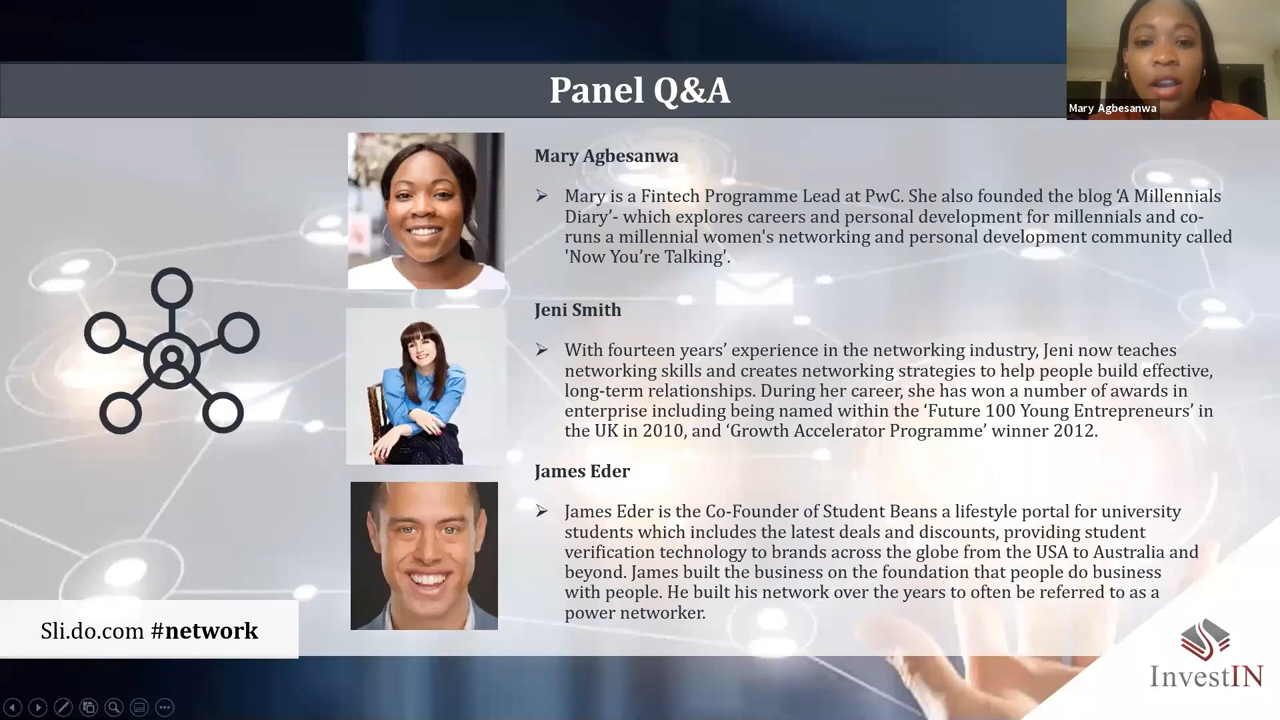 Panel Q&A
Mary Agbesanwa
Mary Agbesanwa
➢ Mary is a Fintech Programme Lead at PwC. She also founded the blog ‘A Millennials
Diary’- which explores careers and personal development for millennials and co-
runs a millennial women's networking and personal development community called
'Now You’re Talking'.
Jeni Smith
➢ With fourteen years’ experience in the networking industry, Jeni now teaches
networking skills and creates networking strategies to help people build effective,
long-term relationships. During her career, she has won a number of awards in
enterprise including being named within the ‘Future 100 Young Entrepreneurs’ in
the UK in 2010, and ‘Growth Accelerator Programme’ winner 2012.
James Eder
➢ James Eder is the Co-Founder of Student Beans a lifestyle portal for university
students which includes the latest deals and discounts, providing student
verification technology to brands across the globe from the USA to Australia and
beyond. James built the business on the foundation that people do business
with people. He built his network over the years to often be referred to as a
power networker.
Sli.do.com #network
InvestIN